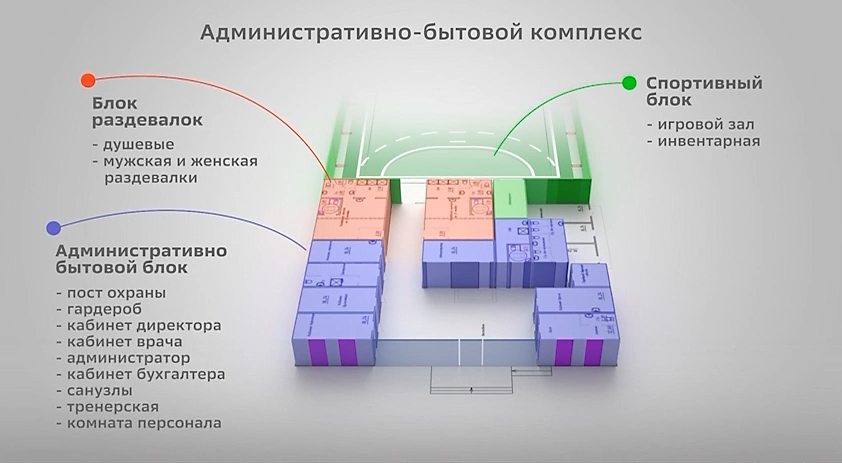 Административно-бытовой комплекс
Блок
раздевалок
- душевые
- мужская и женская
раздевалки
Спортивный
блок
- игровой зал
- инвентарная
Административно
бытовой блок
- пост охраны
- гардероб
- кабинет директора
- кабинет врача
- администратор
- кабинет бухгалтера
- санузлы
- тренерская
- комната персонала